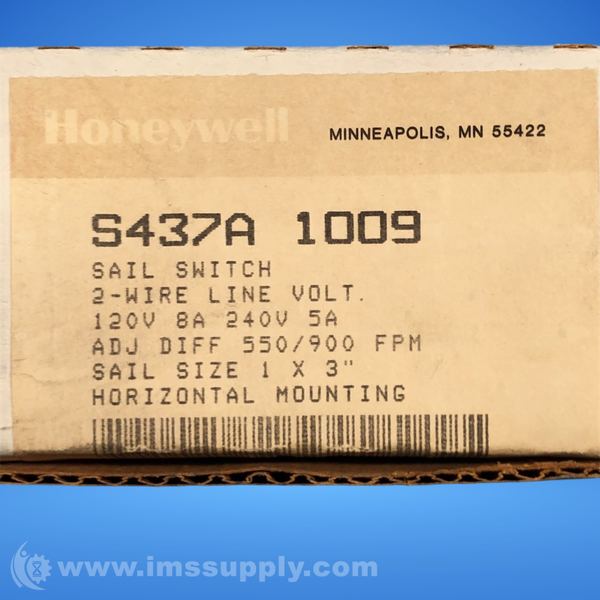 Honeywell MINNEAPOLIS, MN 55422
S437A 1009
SAIL SWITCH
2-WIRE LINE VOLT.
120V 8A 240V 5A
ADJ DIFF 550/900 FPM
SAIL SIZE 1 X 3"
HORIZONTAL MOUNTING
www.imssupply.com